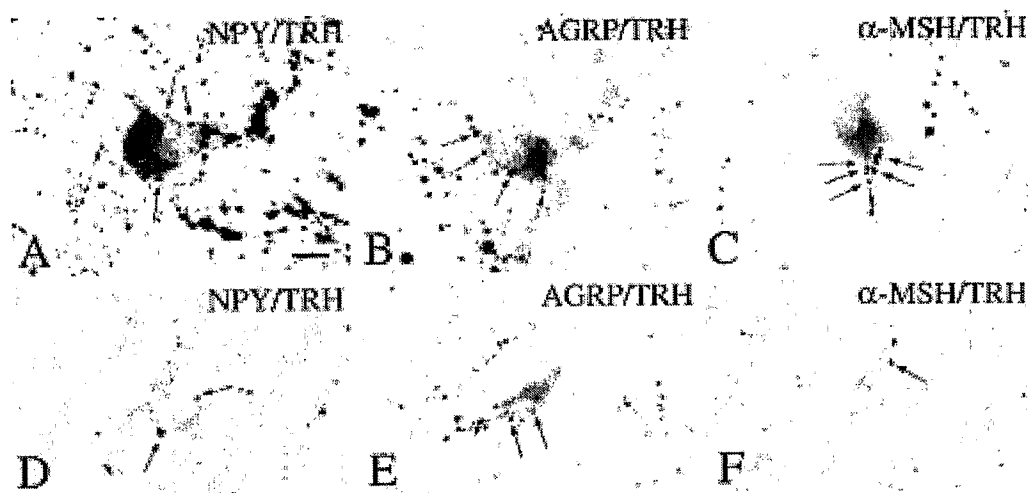 NPY/TRH AGRP/TRH α-MSH/TRH
A B C
NPY/TRH AGRP/TRH α-MSH/TRH
D E F